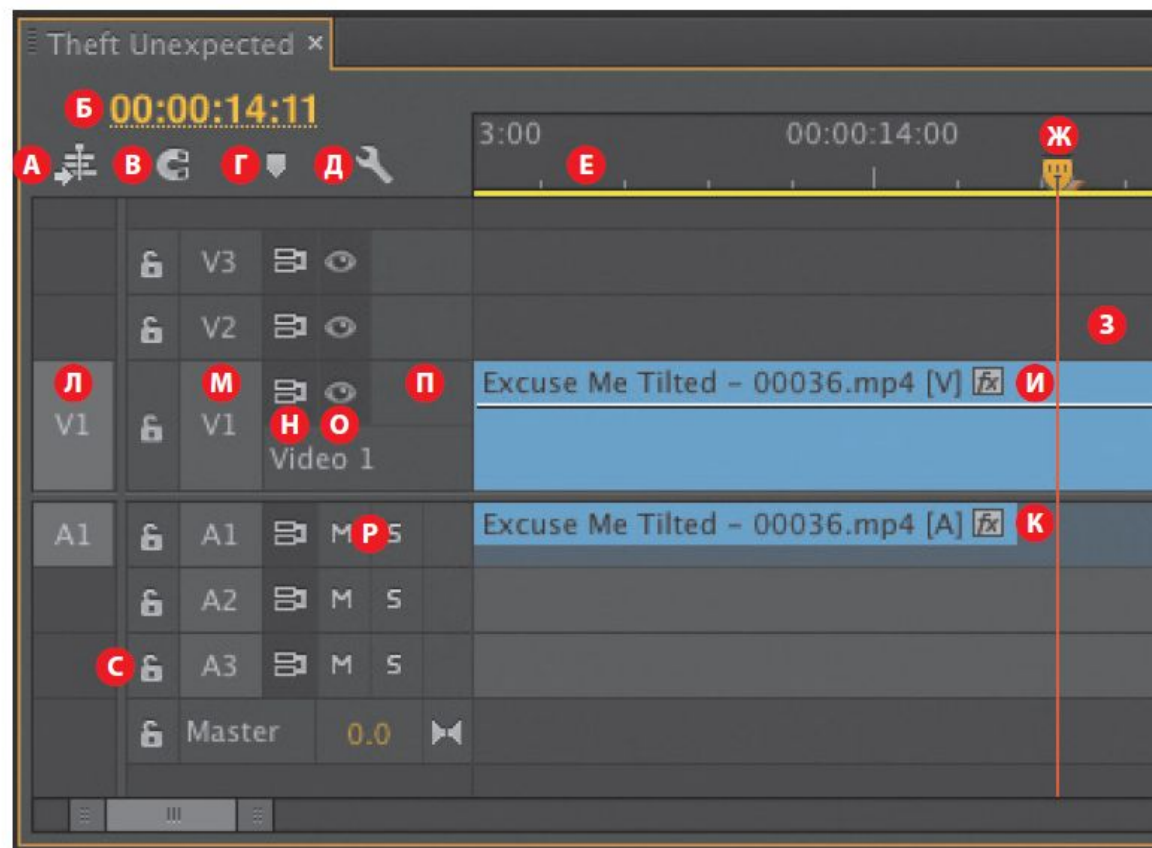 Theft Unexpected ×
Б 00:00:14:11
3:00 00:00:14:00 Ж
А В Г Д Е
V3
V2 З
Л М П Excuse Me Tilted – 00036.mp4 [V] fx И
V1 V1 Н О
Video 1
A1 A1 M Р S Excuse Me Tilted – 00036.mp4 [A] fx К
A2 M S
С A3 M S
Master 0.0